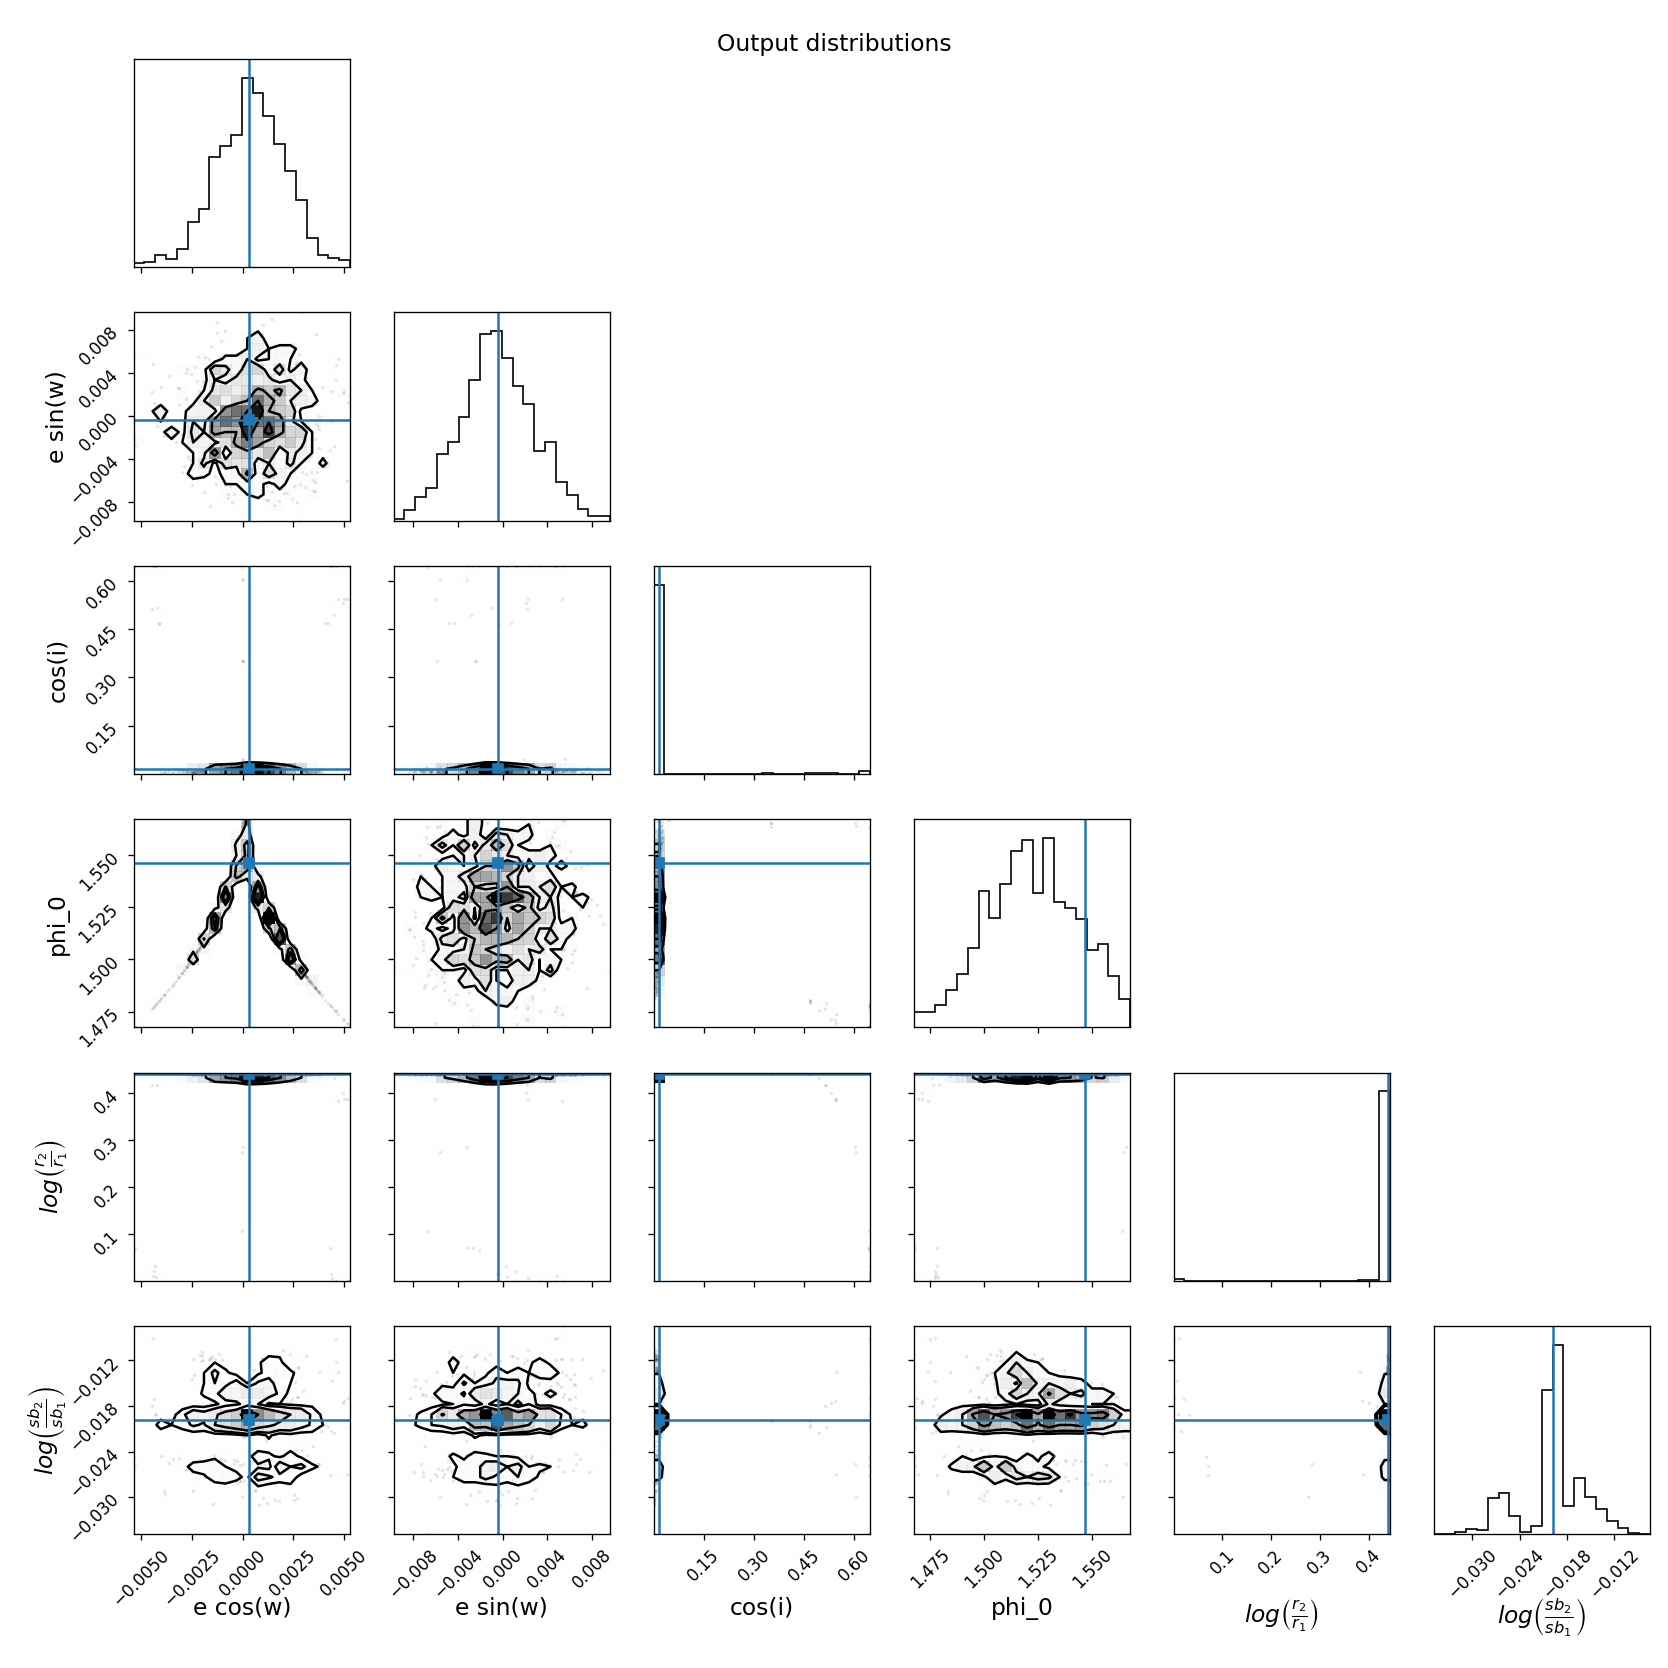 Output distributions
e sin(w)
0.008
0.004
0.000
−0.004
−0.008
cos(i)
0.60
0.45
0.30
0.15
phi_0
1.550
1.525
1.500
1.475
log(r₂/r₁)
0.4
0.3
0.2
0.1
log(sb₂/sb₁)
−0.012
−0.018
−0.024
−0.030
−0.0050 −0.0025 0.0000 0.0025 0.0050
−0.008 −0.004 0.000 0.004 0.008
0.15 0.30 0.45 0.60
1.475 1.500 1.525 1.550
0.1 0.2 0.3 0.4
−0.030 −0.024 −0.018 −0.012
e cos(w)
e sin(w)
cos(i)
phi_0
log(r₂/r₁)
log(sb₂/sb₁)